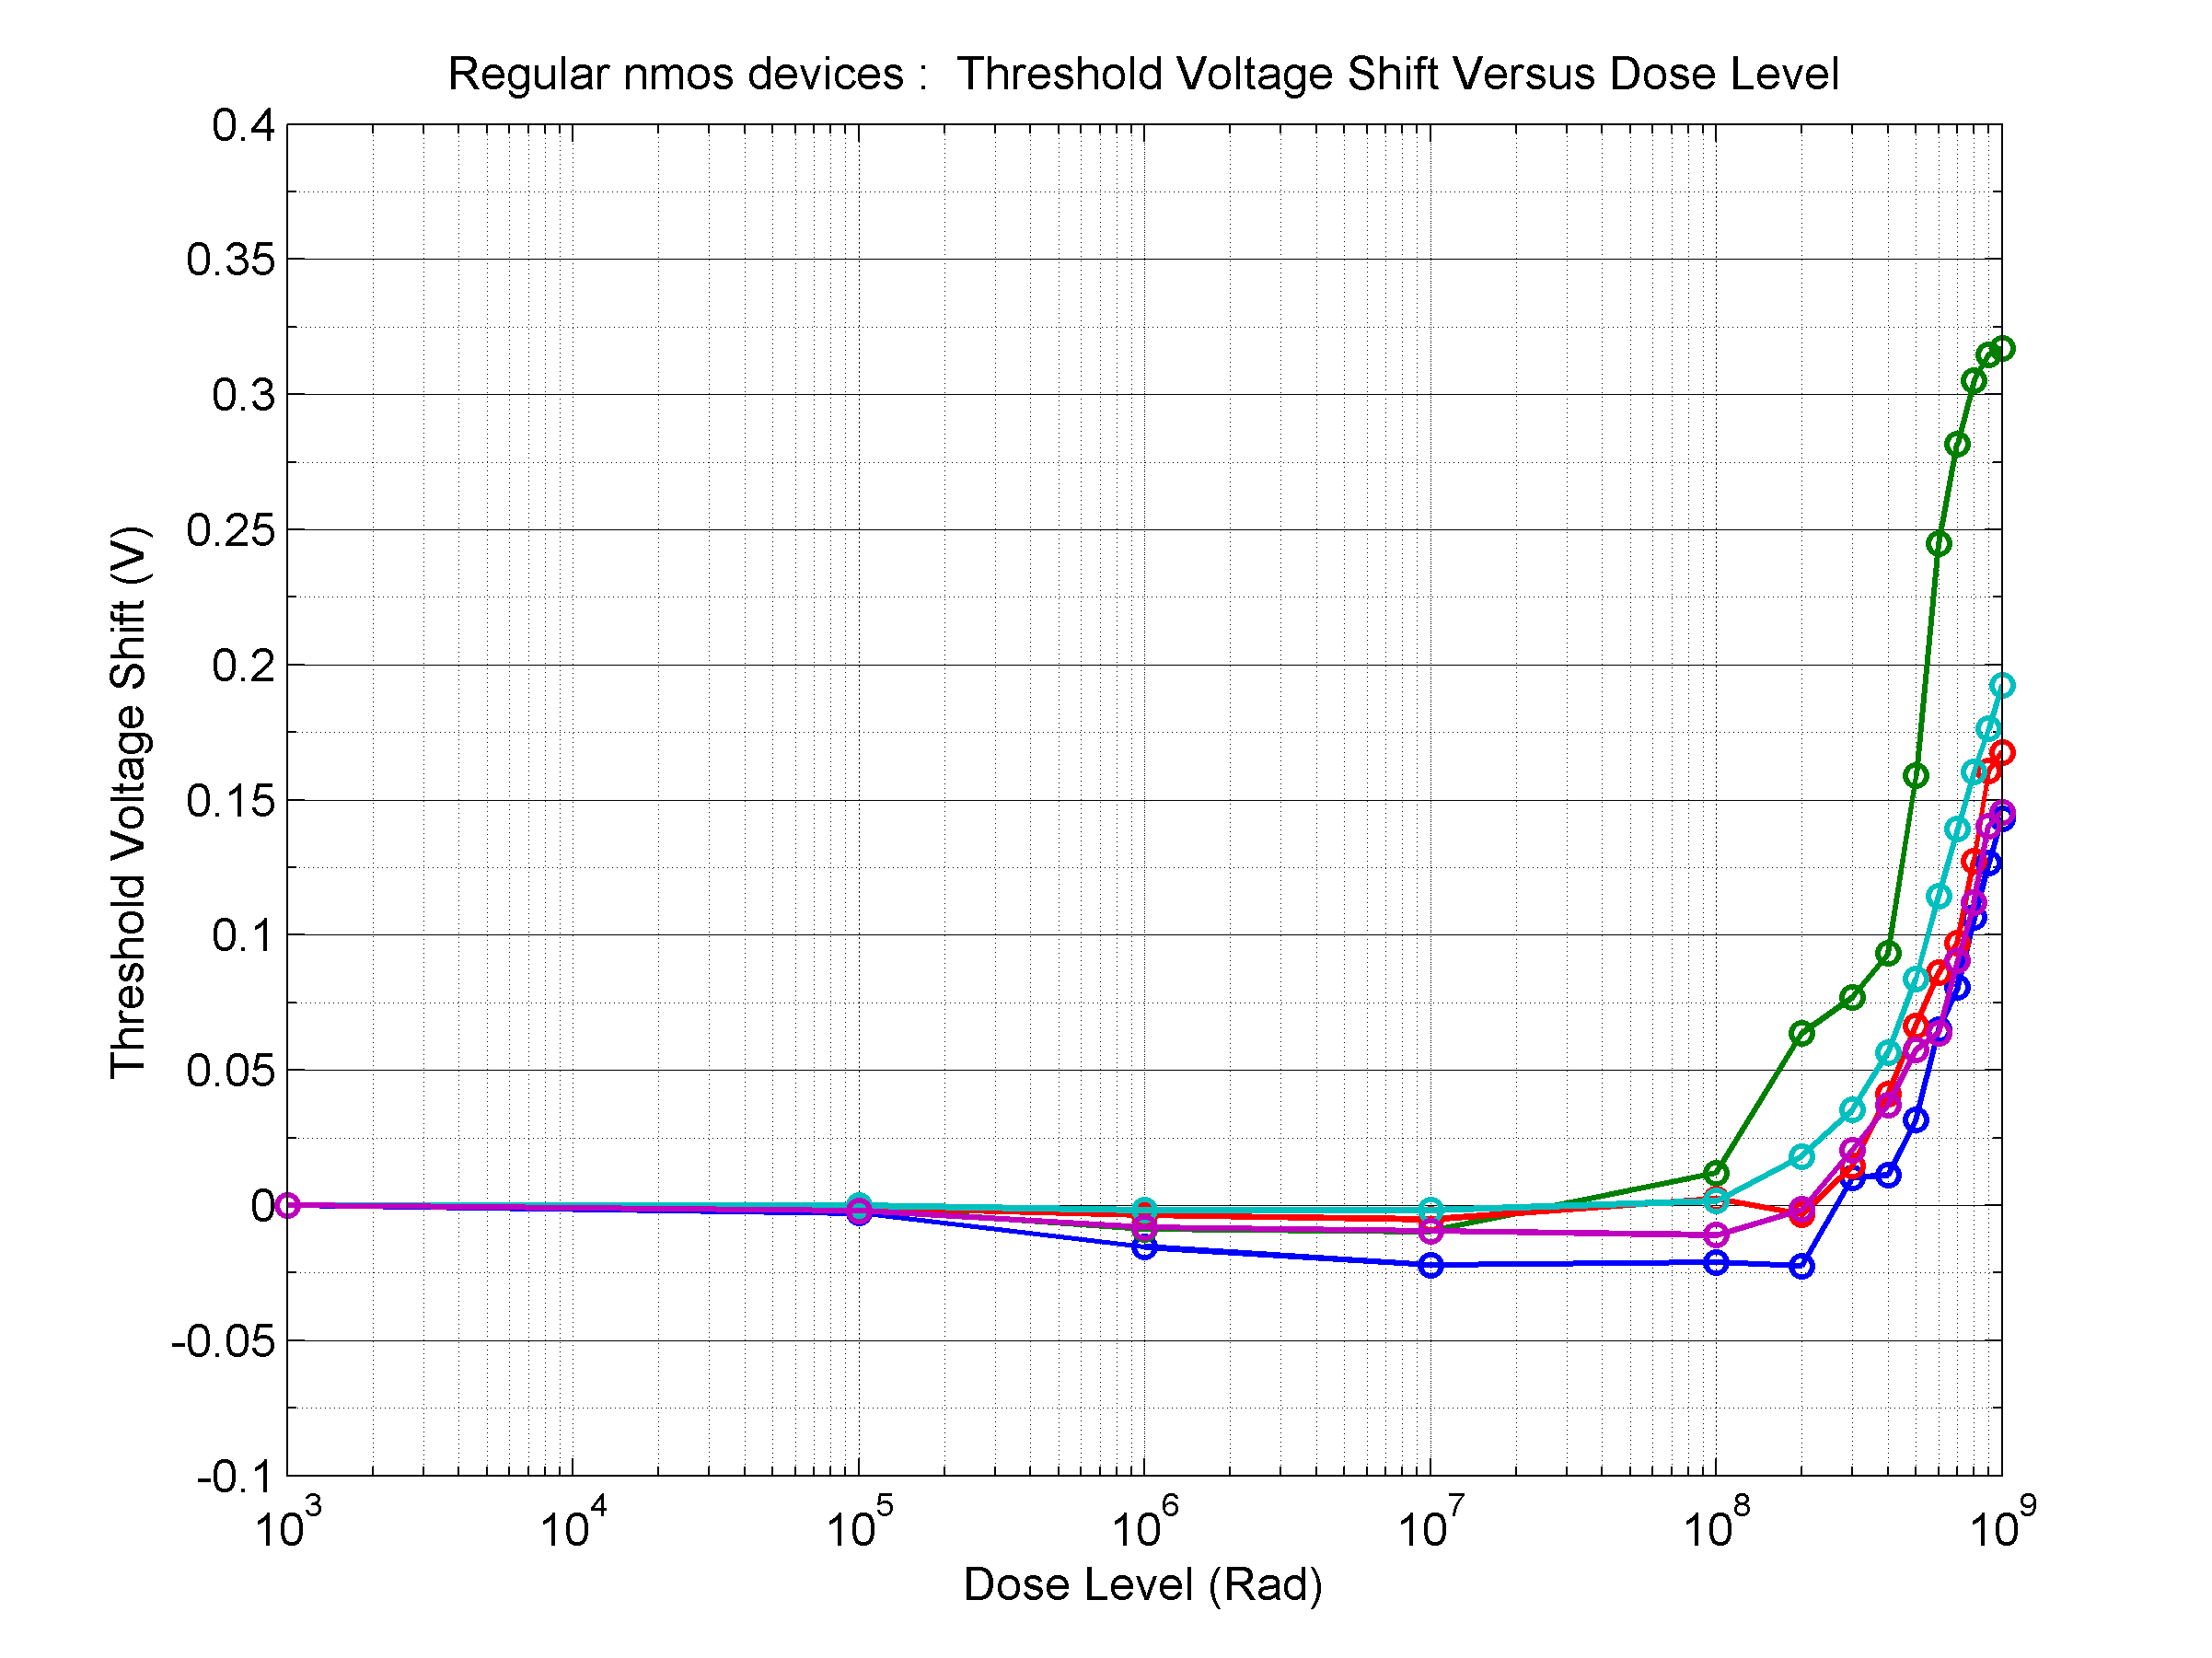 Regular nmos devices :  Threshold Voltage Shift Versus Dose Level
0.4
0.35
0.3
0.25
0.2
0.15
0.1
0.05
0
-0.05
-0.1
Threshold Voltage Shift (V)
10^3 10^4 10^5 10^6 10^7 10^8 10^9
Dose Level (Rad)